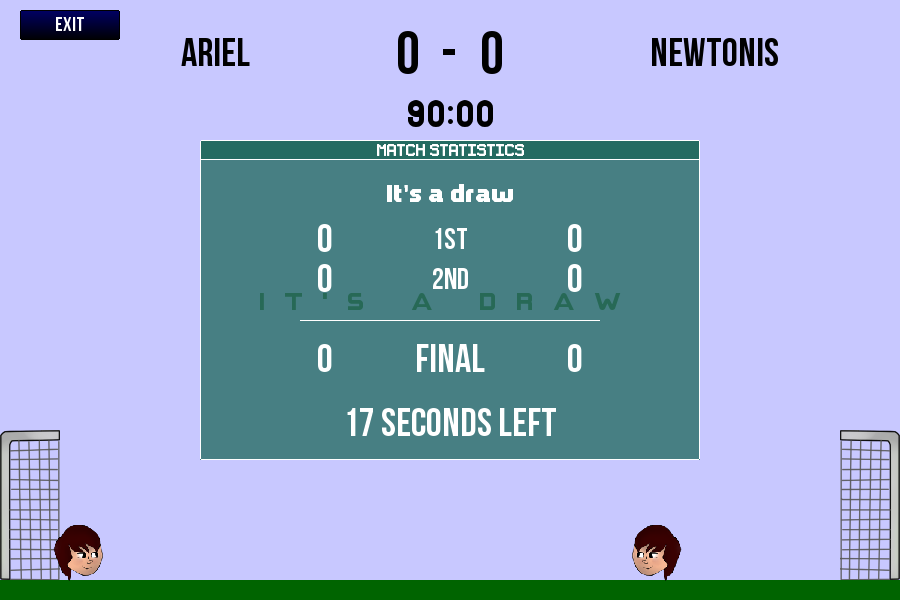 EXIT
ARIEL 0 - 0 NEWTONIS
90:00
MATCH STATISTICS
It's a draw
0 1ST 0
0 2ND 0
IT'S A DRAW
0 FINAL 0
17 SECONDS LEFT